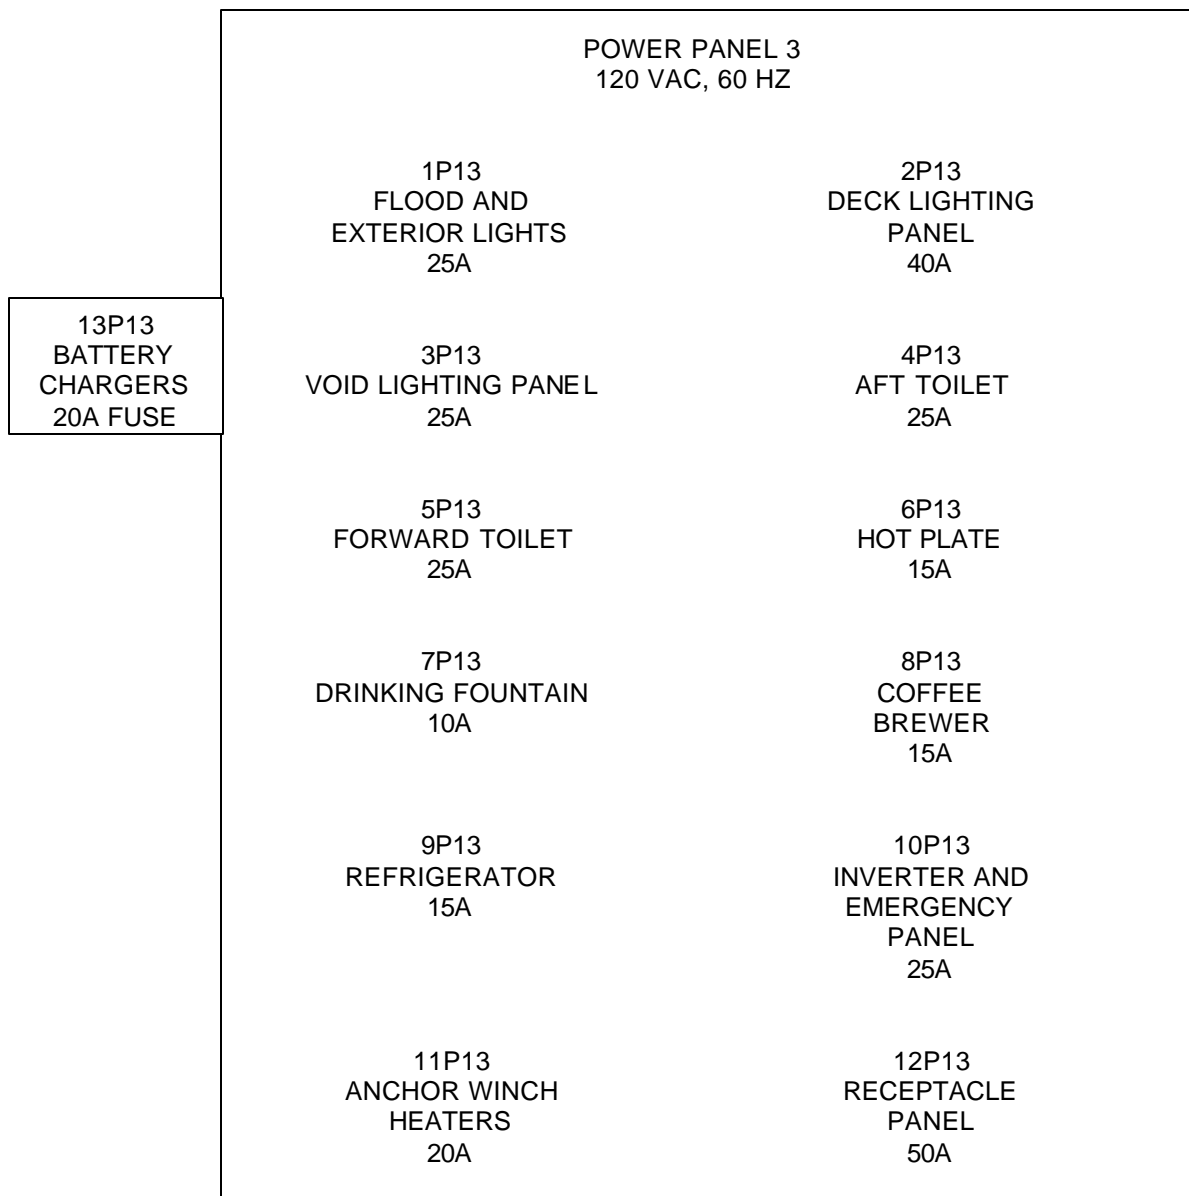 POWER PANEL 3
120 VAC, 60 HZ
1P13
FLOOD AND
EXTERIOR LIGHTS
25A
2P13
DECK LIGHTING
PANEL
40A
13P13
BATTERY
CHARGERS
20A FUSE
3P13
VOID LIGHTING PANEL
25A
4P13
AFT TOILET
25A
5P13
FORWARD TOILET
25A
6P13
HOT PLATE
15A
7P13
DRINKING FOUNTAIN
10A
8P13
COFFEE
BREWER
15A
9P13
REFRIGERATOR
15A
10P13
INVERTER AND
EMERGENCY
PANEL
25A
11P13
ANCHOR WINCH
HEATERS
20A
12P13
RECEPTACLE
PANEL
50A